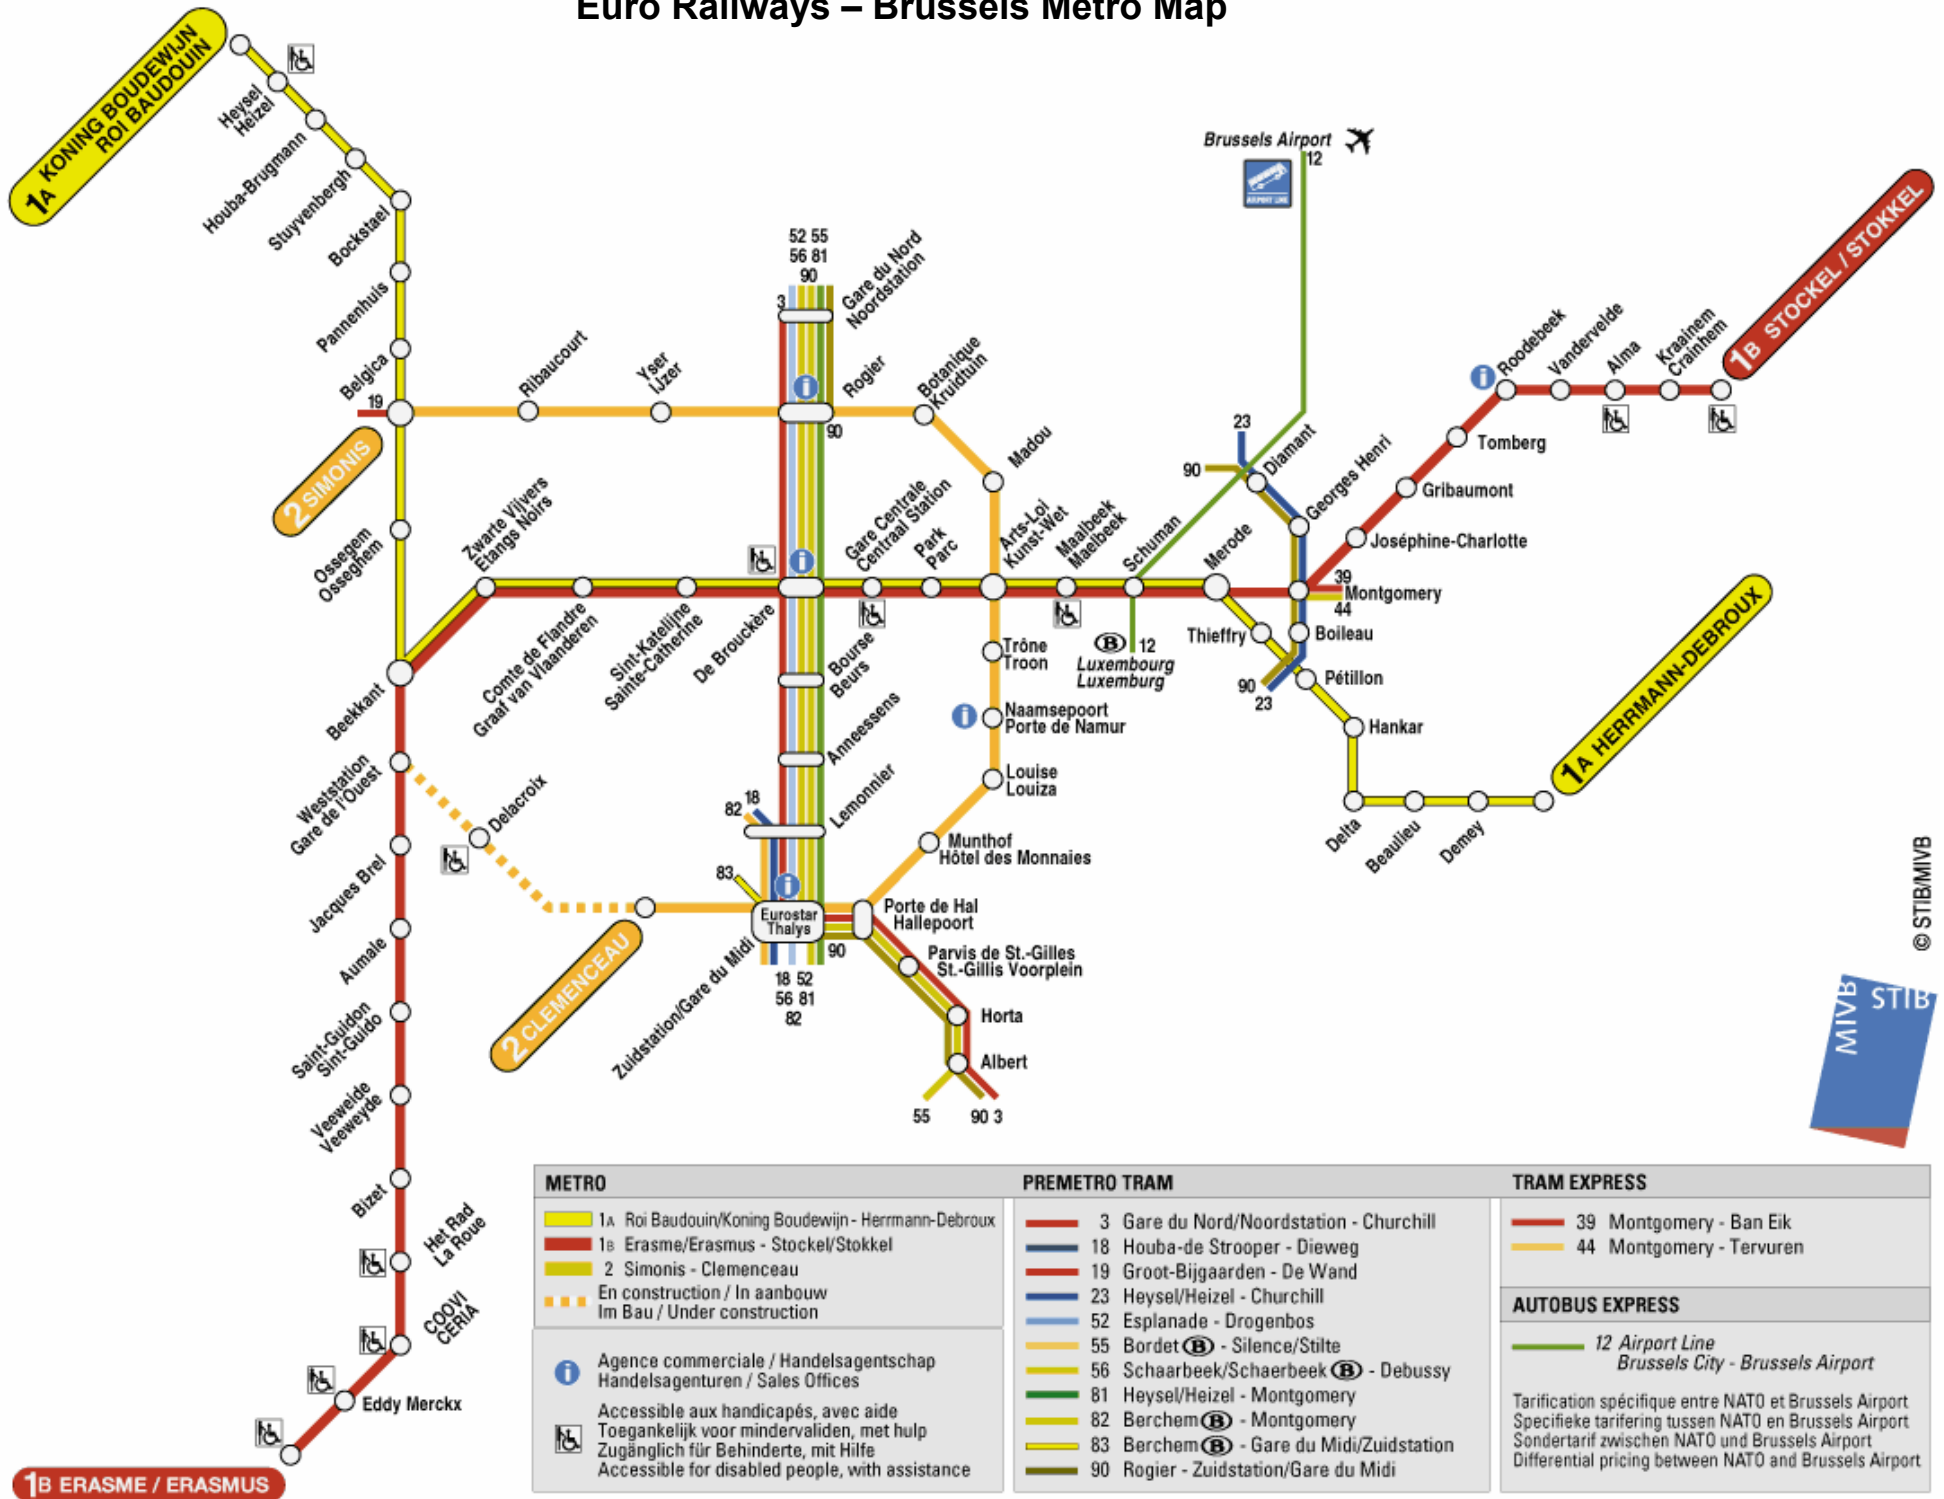 Euro Railways – Brussels Metro Map
1A KONING BOUDEWIJN
ROI BAUDOUIN
Heysel
Heizel
Houba-Brugmann
Stuyvenbergh
Bockstael
Pannenhuis
Belgica
19
2 SIMONIS
Ossegem
Osseghem
Beekkant
Zwarte Vijvers
Etangs Noirs
Comte de Flandre
Graaf van Vlaanderen
Sint-Katelijne
Sainte-Catherine
De Brouckère
Ribaucourt
Yser
IJzer
52 55
56 81
90
3
Gare du Nord
Noordstation
Rogier
90
Botanique
Kruidtuin
Madou
Gare Centrale
Centraal Station
Park
Parc
Arts-Loi
Kunst-Wet
Maalbeek
Maelbeek
Schuman
Merode
Brussels Airport
12
AIRPORT LINE
23
90
Diamant
Georges Henri
39
Montgomery
44
Joséphine-Charlotte
Gribaumont
Tomberg
Roodebeek
Vandervelde
Alma
Kraainem
Crainhem
1B STOCKEL / STOKKEL
B 12
Luxembourg
Luxemburg
Thieffry
Boileau
90
23
Pétillon
Hankar
Delta
Beaulieu
Demey
1A HERRMANN-DEBROUX
Bourse
Beurs
Anneessens
Lemonnier
82
18
83
Eurostar
Thalys
Zuidstation/Gare du Midi
90
18 52
56 81
82
Trône
Troon
Naamsepoort
Porte de Namur
Louise
Louiza
Munthof
Hôtel des Monnaies
Porte de Hal
Hallepoort
Parvis de St.-Gilles
St.-Gillis Voorplein
Horta
Albert
55
90 3
Weststation
Gare de l'Ouest
Delacroix
2 CLEMENCEAU
Jacques Brel
Aumale
Saint-Guidon
Sint-Guido
Veeweide
Veeweyde
Bizet
Het Rad
La Roue
COOVI
CERIA
Eddy Merckx
1B ERASME / ERASMUS
© STIB/MIVB
MIVB
STIB
METRO
1A Roi Baudouin/Koning Boudewijn - Herrmann-Debroux
1B Erasme/Erasmus - Stockel/Stokkel
2 Simonis - Clemenceau
En construction / In aanbouw
Im Bau / Under construction
Agence commerciale / Handelsagentschap
Handelsagenturen / Sales Offices
Accessible aux handicapés, avec aide
Toegankelijk voor mindervaliden, met hulp
Zugänglich für Behinderte, mit Hilfe
Accessible for disabled people, with assistance
PREMETRO TRAM
3 Gare du Nord/Noordstation - Churchill
18 Houba-de Strooper - Dieweg
19 Groot-Bijgaarden - De Wand
23 Heysel/Heizel - Churchill
52 Esplanade - Drogenbos
55 Bordet B - Silence/Stilte
56 Schaarbeek/Schaerbeek B - Debussy
81 Heysel/Heizel - Montgomery
82 Berchem B - Montgomery
83 Berchem B - Gare du Midi/Zuidstation
90 Rogier - Zuidstation/Gare du Midi
TRAM EXPRESS
39 Montgomery - Ban Eik
44 Montgomery - Tervuren
AUTOBUS EXPRESS
12 Airport Line
Brussels City - Brussels Airport
Tarification spécifique entre NATO et Brussels Airport
Specifieke tarifering tussen NATO en Brussels Airport
Sondertarif zwischen NATO und Brussels Airport
Differential pricing between NATO and Brussels Airport